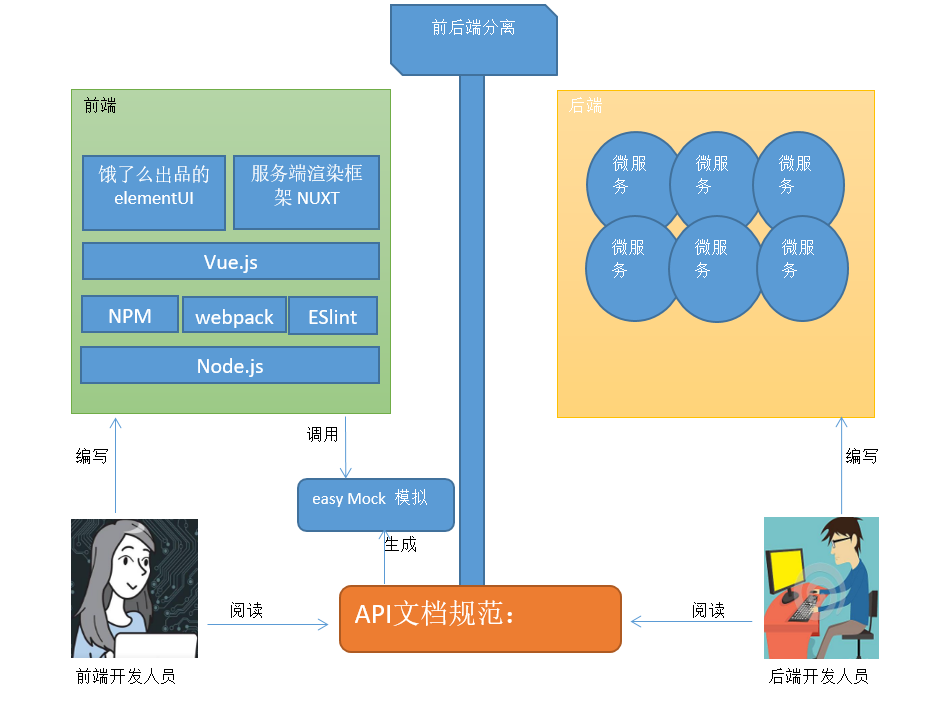 前后端分离
前端
饿了么出品的
elementUI
服务端渲染框
架 NUXT
Vue.js
NPM
webpack
ESlint
Node.js
后端
微服
务
微服
务
微服
务
微服
务
微服
务
微服
务
编写
调用
easy Mock 模拟
生成
编写
API文档规范：
阅读
阅读
前端开发人员
后端开发人员